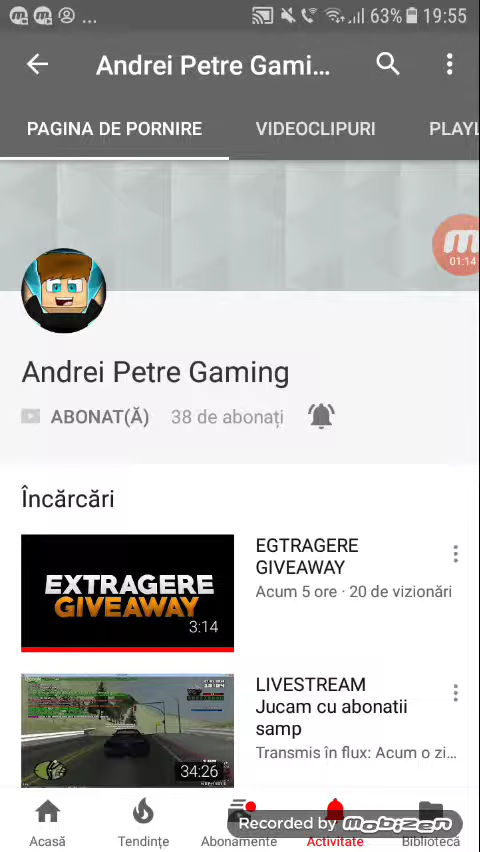 ... 63% 19:55
Andrei Petre Gami...
PAGINA DE PORNIRE VIDEOCLIPURI PLAYL
01:14
Andrei Petre Gaming
ABONAT(Ă) 38 de abonați
Încărcări
EXTRAGERE
GIVEAWAY
3:14
EGTRAGERE
GIVEAWAY
Acum 5 ore · 20 de vizionări
34:26
LIVESTREAM
Jucam cu abonatii
samp
Transmis în flux: Acum o zi...
Recorded by mobizen
Acasă Tendințe Abonamente Activitate Bibliotecă